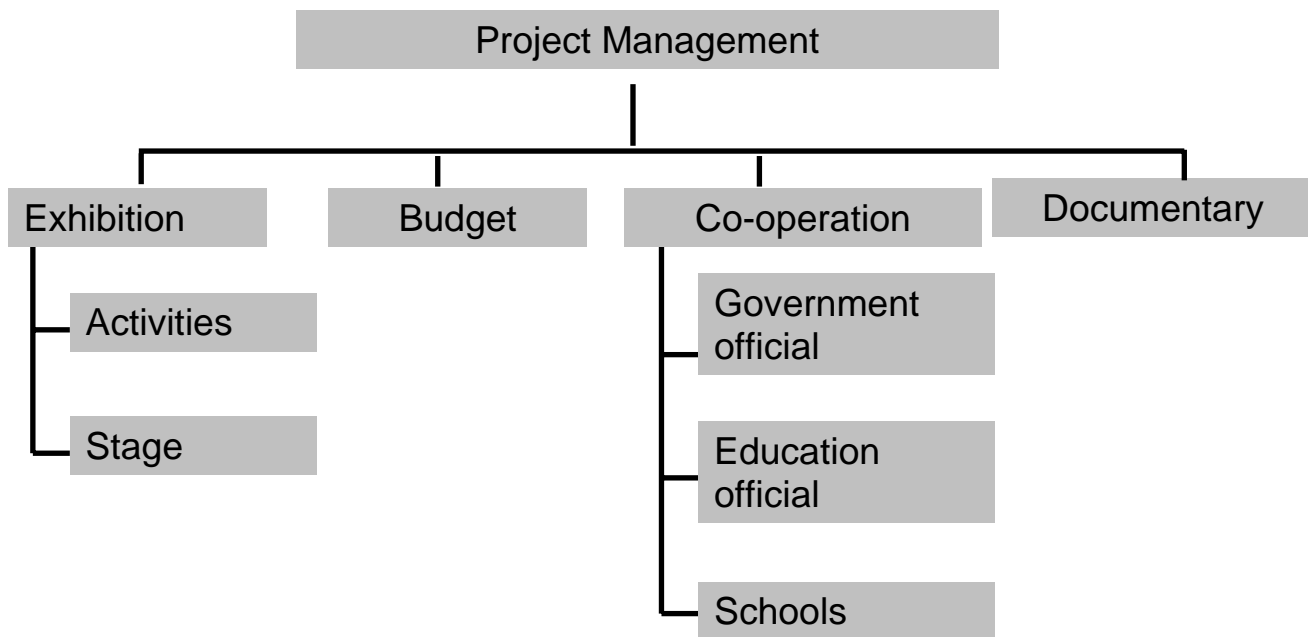 Project Management
Exhibition
Budget
Co-operation
Documentary
Activities
Stage
Government
official
Education
official
Schools